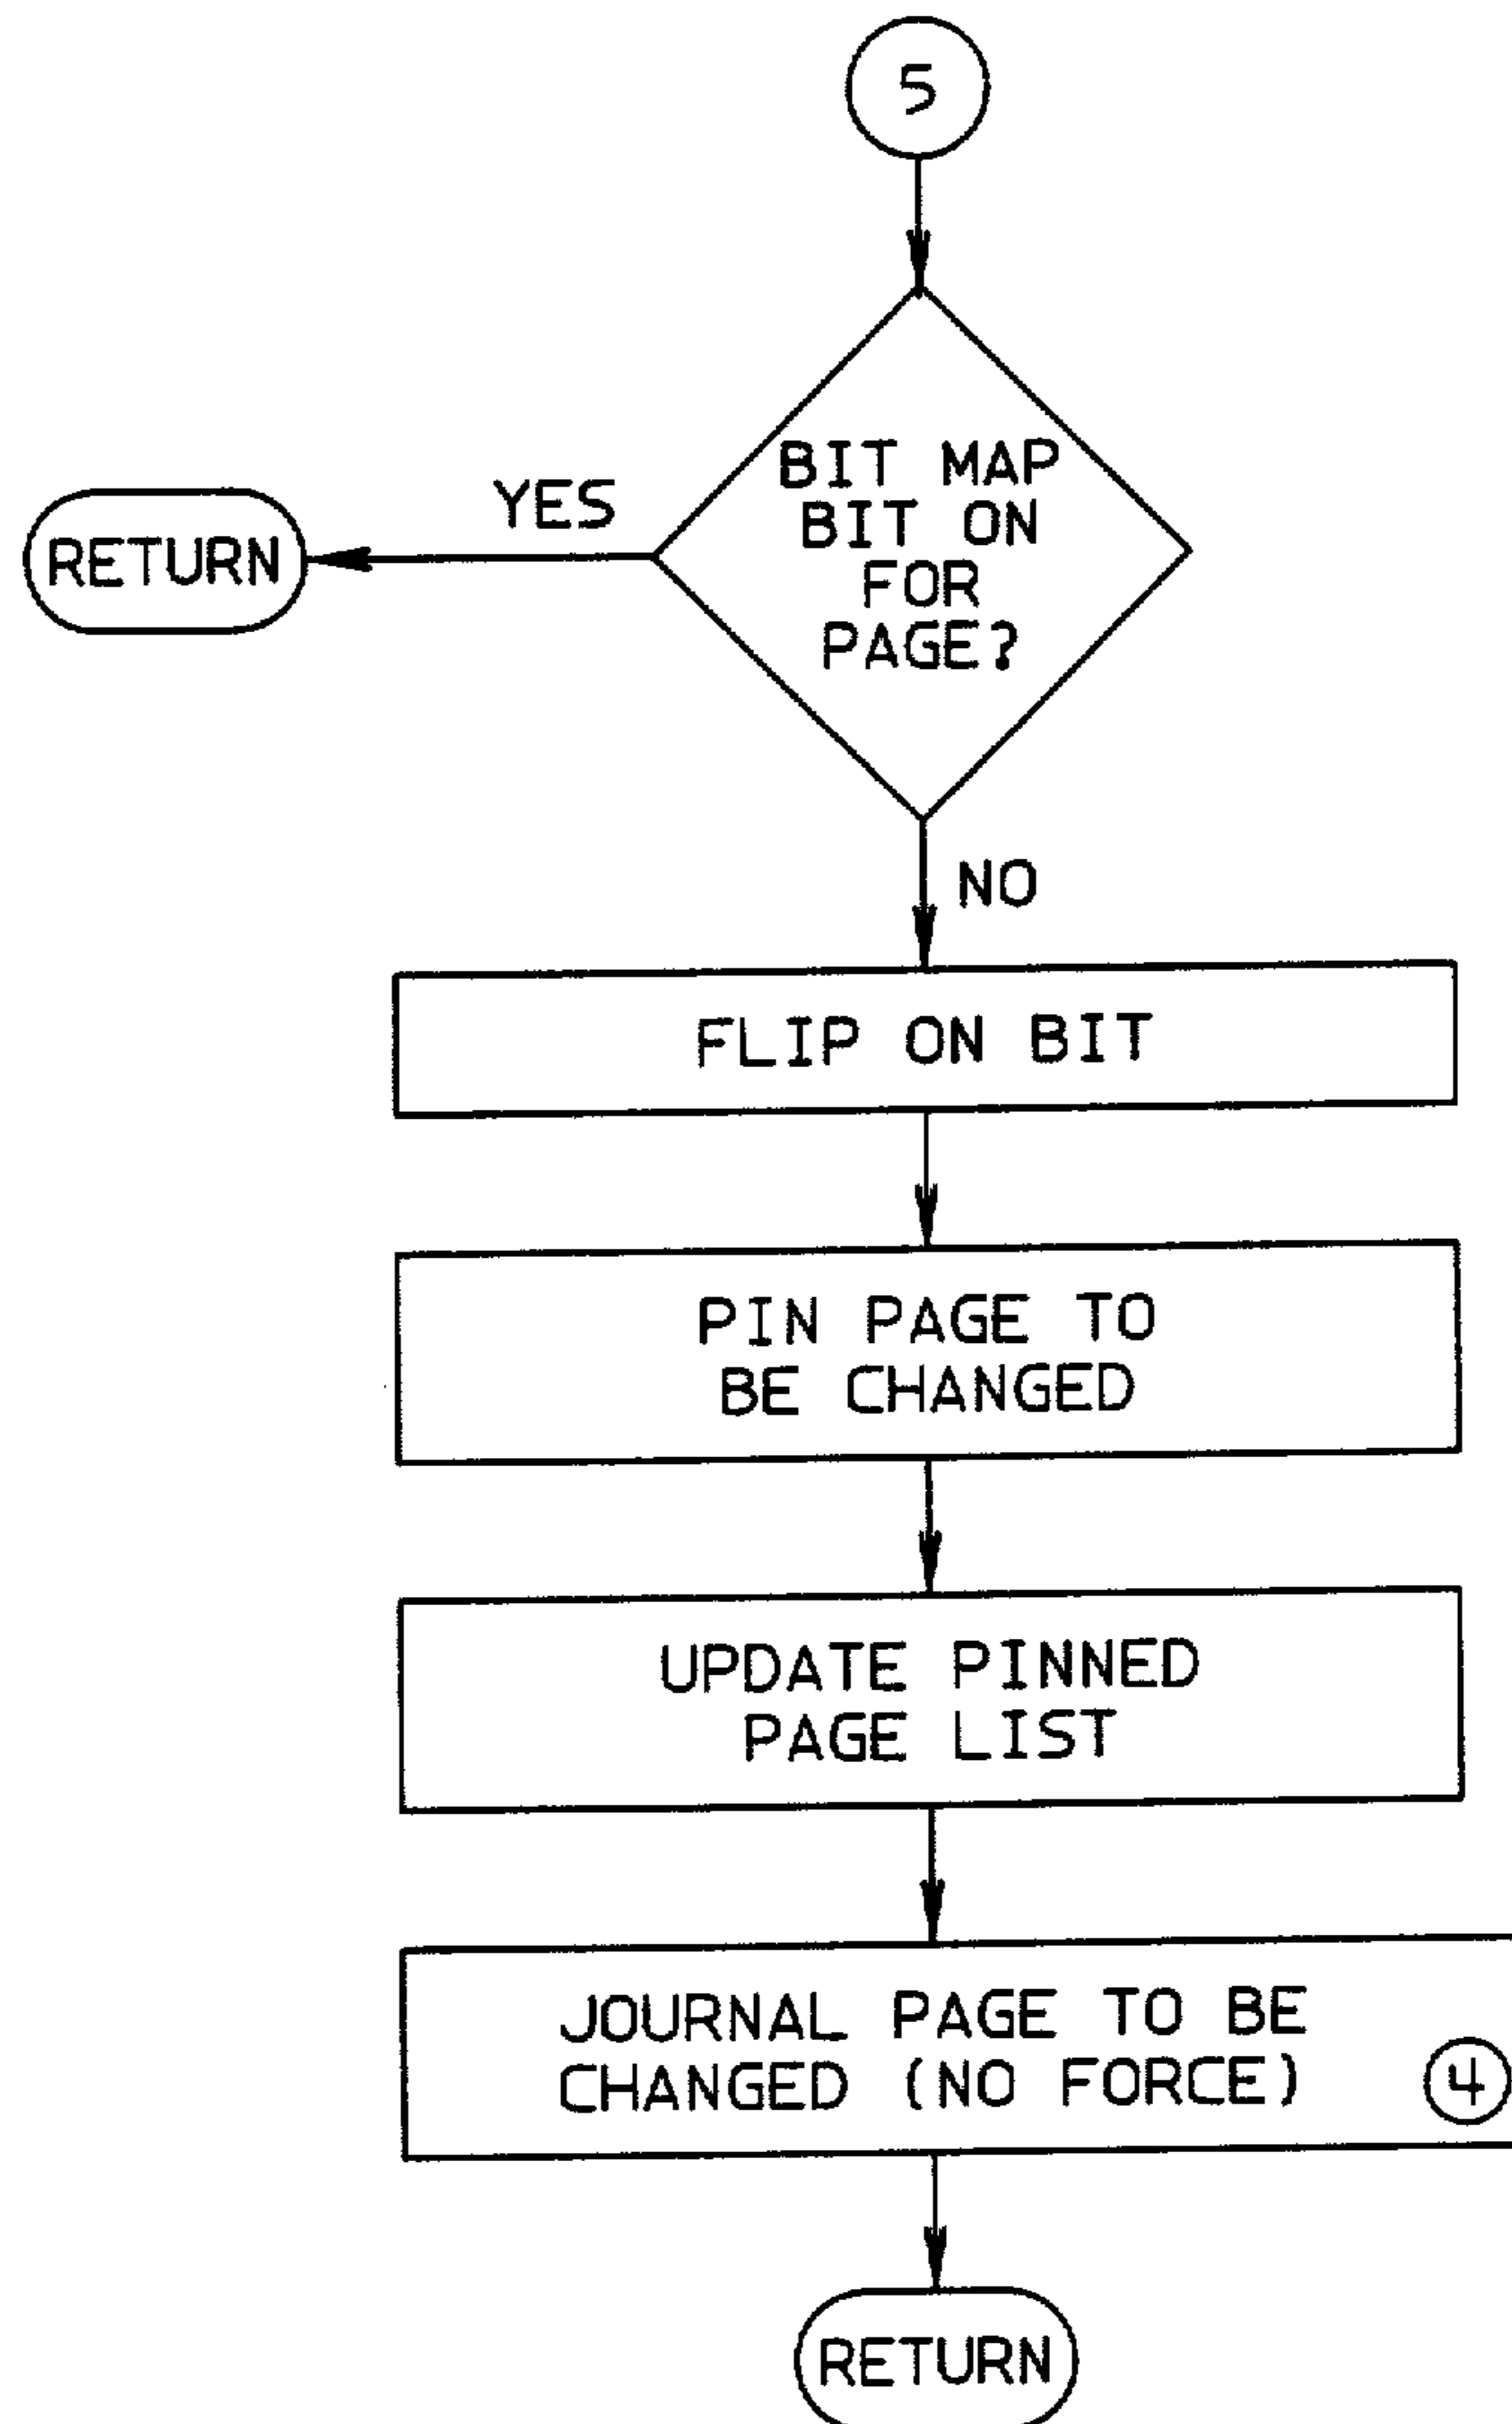 5
BIT MAP
BIT ON
FOR
PAGE?
YES
RETURN
NO
FLIP ON BIT
PIN PAGE TO
BE CHANGED
UPDATE PINNED
PAGE LIST
JOURNAL PAGE TO BE
CHANGED (NO FORCE)
4
RETURN